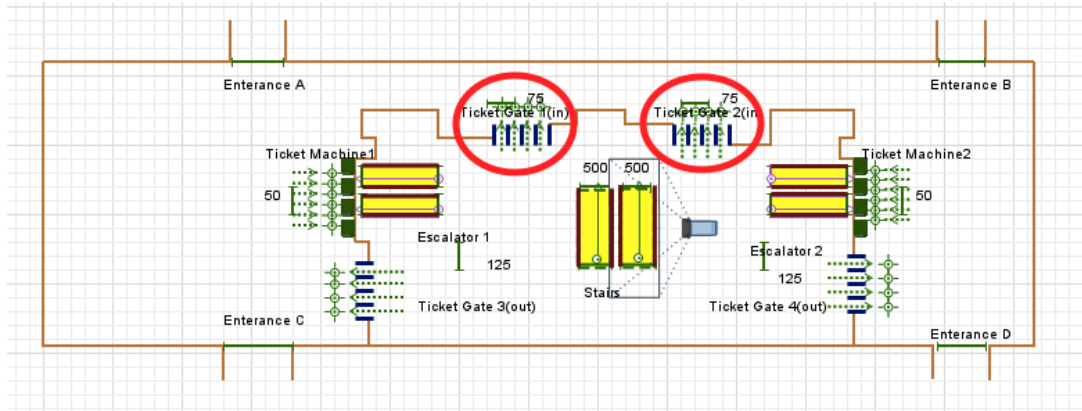 Enterance A
Enterance B
75
75
Ticket Gate 1(in)
Ticket Gate 2(in
Ticket Machine1
Ticket Machine2
500
500
50
50
Escalator 1
Escalator 2
125
125
Stairs
Ticket Gate 3(out)
Ticket Gate 4(out)
Enterance C
Enterance D